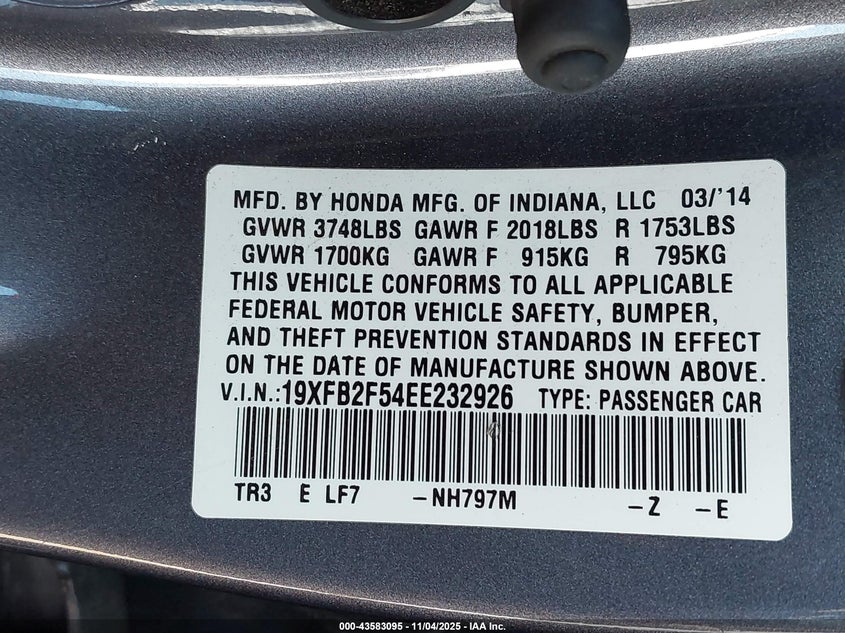 MFD. BY HONDA MFG. OF INDIANA, LLC 03/'14
GVWR 3748LBS GAWR F 2018LBS R 1753LBS
GVWR 1700KG GAWR F 915KG R 795KG
THIS VEHICLE CONFORMS TO ALL APPLICABLE
FEDERAL MOTOR VEHICLE SAFETY, BUMPER,
AND THEFT PREVENTION STANDARDS IN EFFECT
ON THE DATE OF MANUFACTURE SHOWN ABOVE.
V.I.N.:19XFB2F54EE232926 TYPE: PASSENGER CAR
TR3 E LF7 -NH797M -Z -E
000-43583095 - 11/04/2025 - IAA Inc.